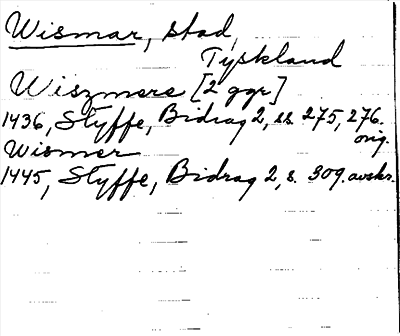 Wismar, stad,
Tyskland
Wiszmere [2 ggr]
1436, Styffe, Bidrag 2, ss. 275, 276.
orig.
Wismer
1445, Styffe, Bidrag 2, s. 309. avskr.